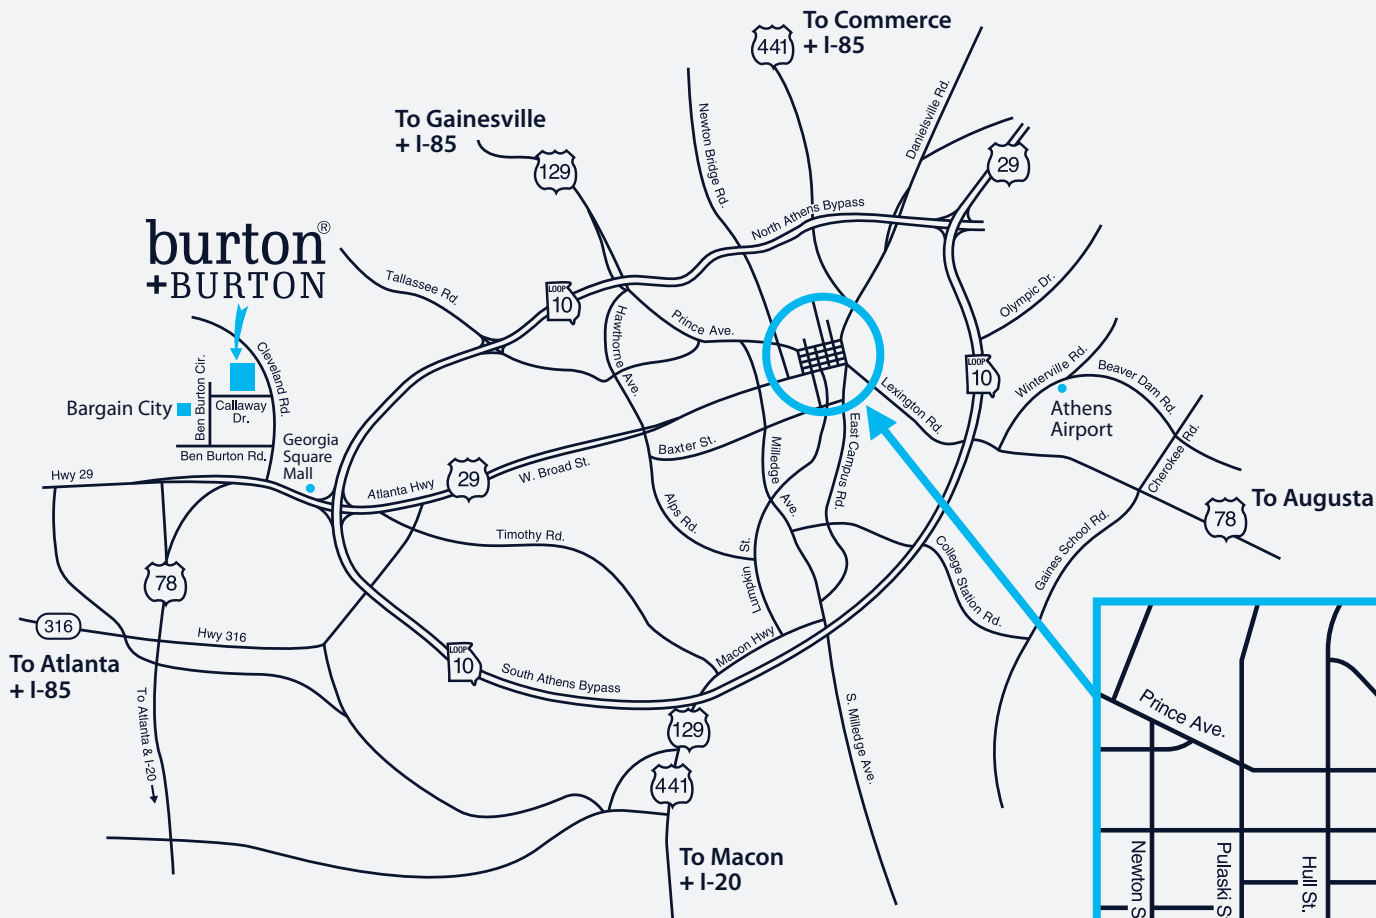 To Commerce
+ I-85
441
To Gainesville
+ I-85
129
Newton Bridge Rd.
Danielsville Rd.
29
North Athens Bypass
burton®
+BURTON
Tallassee Rd.
LOOP
10
Hawthorne Ave.
Prince Ave.
Olympic Dr.
Cleveland Rd.
Ben Burton Cir.
Callaway
Dr.
Bargain City
Ben Burton Rd.
Georgia
Square
Mall
LOOP
10
Winterville Rd.
Beaver Dam Rd.
Athens
Airport
Lexington Rd.
Cherokee Rd.
Hwy 29
Atlanta Hwy
29
W. Broad St.
Baxter St.
Milledge Ave.
East Campus Rd.
To Augusta
78
Alps Rd.
Timothy Rd.
Lumpkin St.
College Station Rd.
Gaines School Rd.
78
316
Hwy 316
To Atlanta
+ I-85
To Atlanta & I-20
LOOP
10
South Athens Bypass
Macon Hwy
129
441
S. Milledge Ave.
To Macon
+ I-20
Prince Ave.
Newton S
Pulaski S
Hull St.